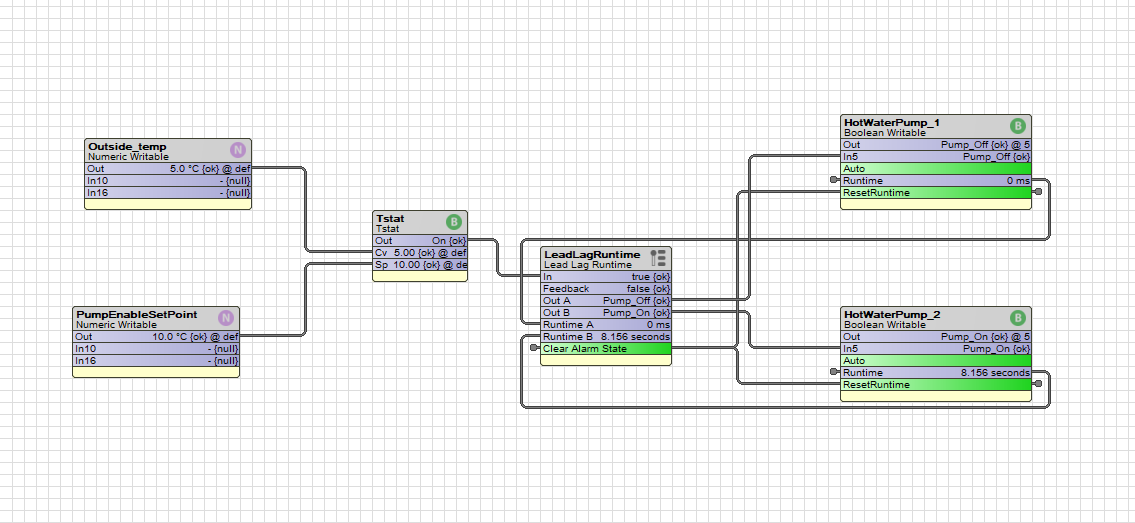 Outside_temp
Numeric Writable
N
Out 5.0 °C {ok} @ def
In10 - {null}
In16 - {null}
PumpEnableSetPoint
Numeric Writable
N
Out 10.0 °C {ok} @ def
In10 - {null}
In16 - {null}
Tstat
Tstat
B
Out On {ok}
Cv 5.00 {ok} @ def
Sp 10.00 {ok} @ de
LeadLagRuntime
Lead Lag Runtime
In true {ok}
Feedback false {ok}
Out A Pump_Off {ok}
Out B Pump_On {ok}
Runtime A 0 ms
Runtime B 8.156 seconds
Clear Alarm State
HotWaterPump_1
Boolean Writable
B
Out Pump_Off {ok} @ 5
In5 Pump_Off {ok}
Auto
Runtime 0 ms
ResetRuntime
HotWaterPump_2
Boolean Writable
B
Out Pump_On {ok} @ 5
In5 Pump_On {ok}
Auto
Runtime 8.156 seconds
ResetRuntime